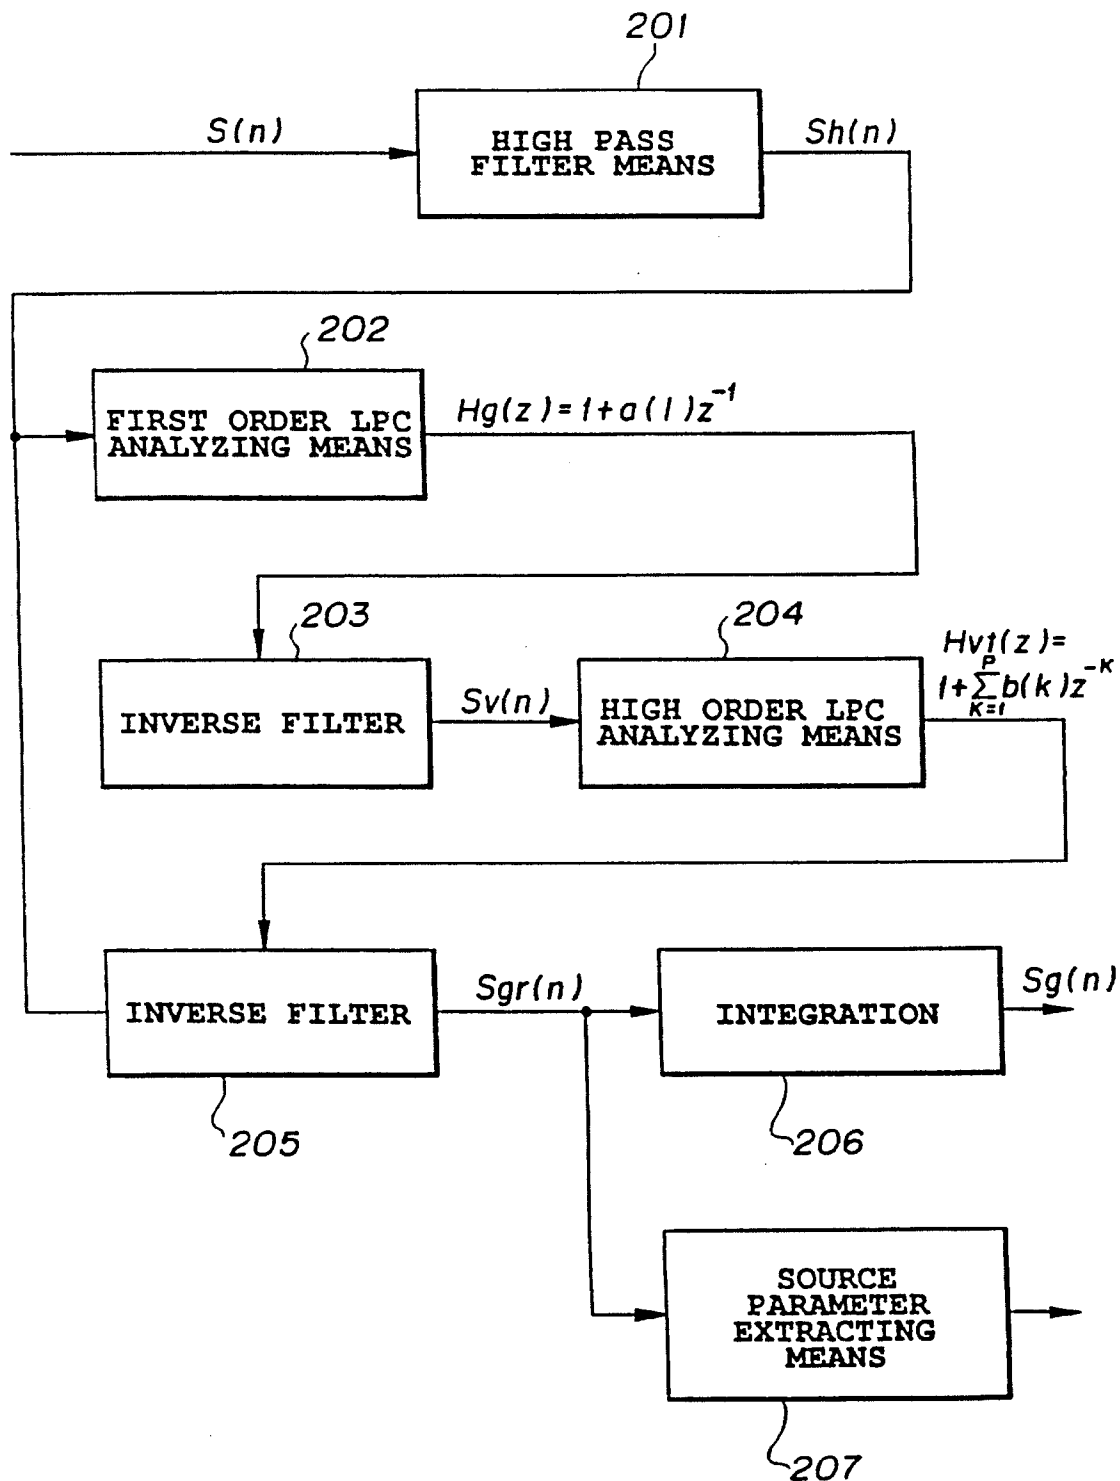 201
S(n)
HIGH PASS
FILTER MEANS
Sh(n)
202
FIRST ORDER LPC
ANALYZING MEANS
Hg(z)=1+a(1)z⁻¹
203
INVERSE FILTER
Sv(n)
204
HIGH ORDER LPC
ANALYZING MEANS
Hvt(z)=
P
1+∑b(k)z⁻ᴷ
K=1
INVERSE FILTER
205
Sgr(n)
INTEGRATION
206
Sg(n)
SOURCE
PARAMETER
EXTRACTING
MEANS
207